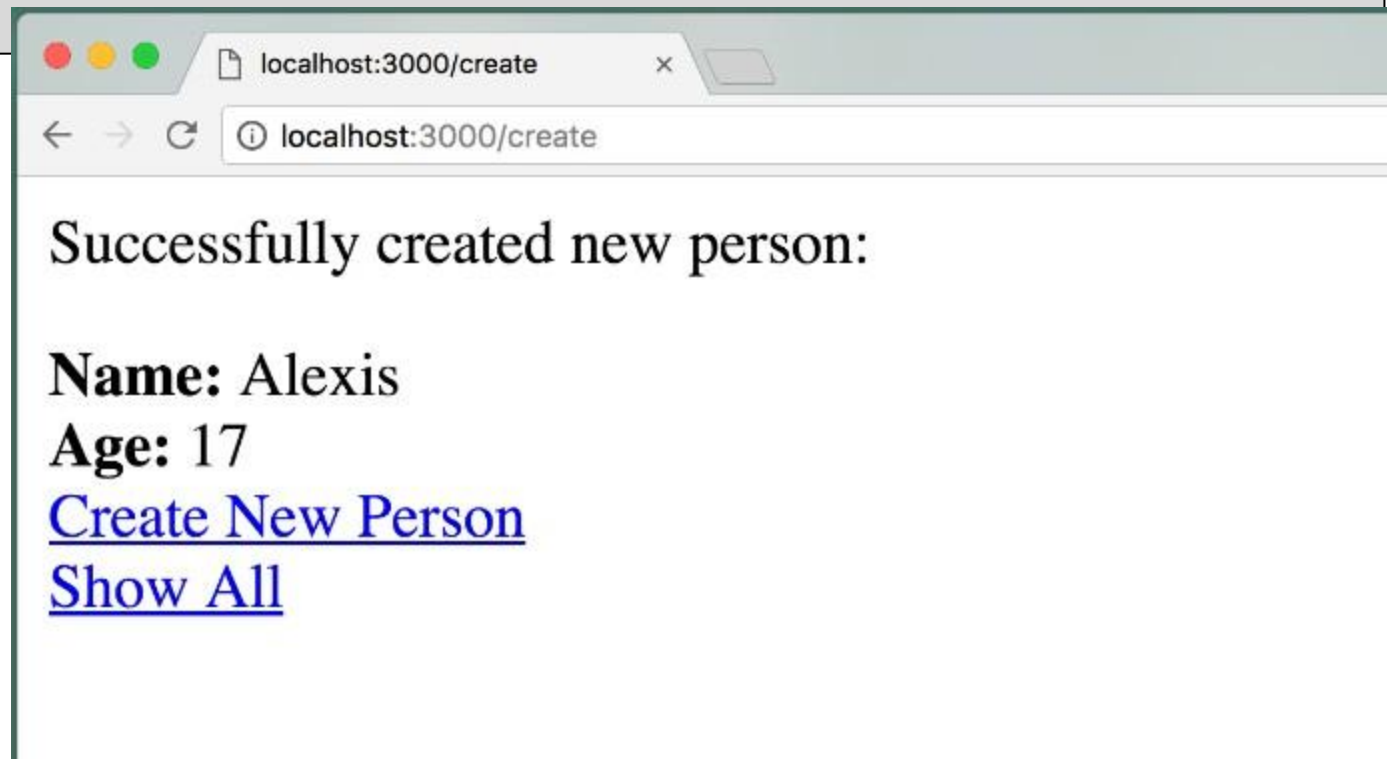 localhost:3000/create
localhost:3000/create
Successfully created new person:
Name: Alexis
Age: 17
Create New Person
Show All